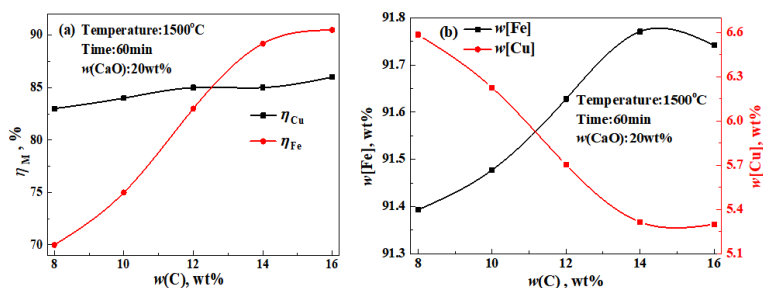 (a)
Temperature:1500°C
Time:60min
w(CaO):20wt%
η_Cu
η_Fe
η_M, %
90
85
80
75
70
8 10 12 14 16
w(C), wt%
(b)
w[Fe]
w[Cu]
Temperature:1500°C
Time:60min
w(CaO):20wt%
w[Fe], wt%
91.8
91.7
91.6
91.5
91.4
91.3
8 10 12 14 16
w(C), wt%
6.6
6.3
6.0
5.7
5.4
5.1
w[Cu], wt%